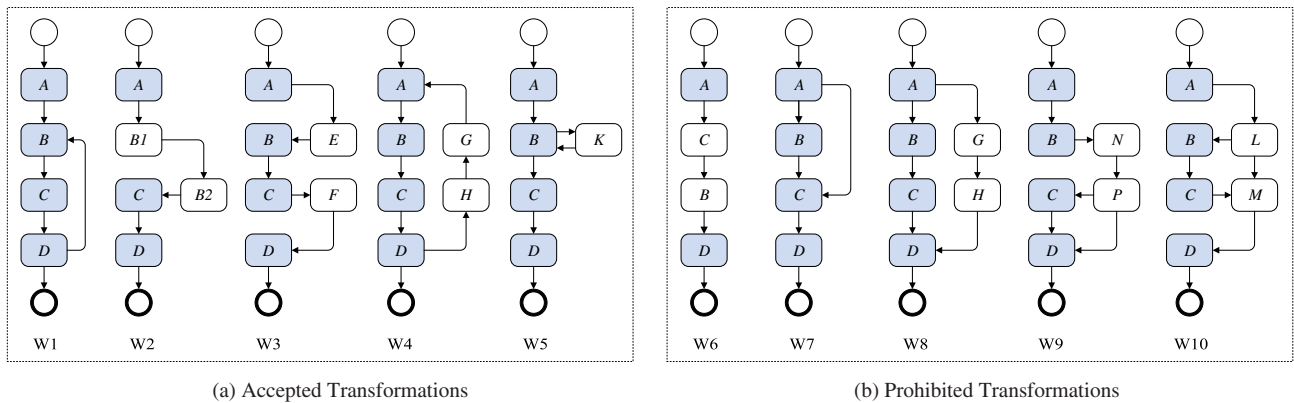 A A A A A A A A A A
B B1 B B B C B B B B
E G K G N L
C C C C C B C C C C
B2 F H H P M
D D D D D D D D D D
W1 W2 W3 W4 W5 W6 W7 W8 W9 W10
(a) Accepted Transformations (b) Prohibited Transformations